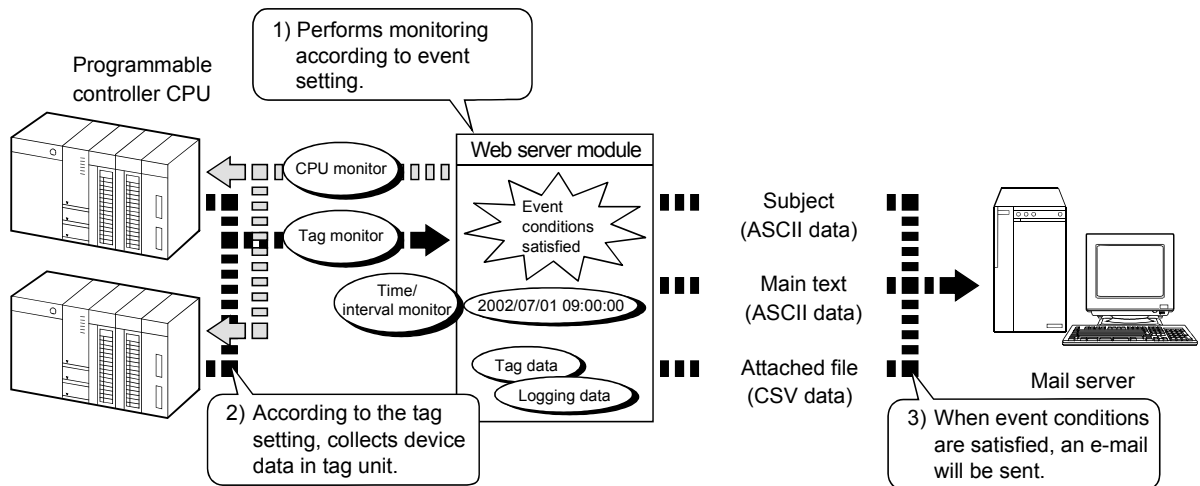 1) Performs monitoring
according to event
setting.
Programmable
controller CPU
Web server module
CPU monitor
Event
conditions
satisfied
Tag monitor
Time/
interval monitor
2002/07/01 09:00:00
Tag data
Logging data
Subject
(ASCII data)
Main text
(ASCII data)
Attached file
(CSV data)
Mail server
2) According to the tag
setting, collects device
data in tag unit.
3) When event conditions
are satisfied, an e-mail
will be sent.